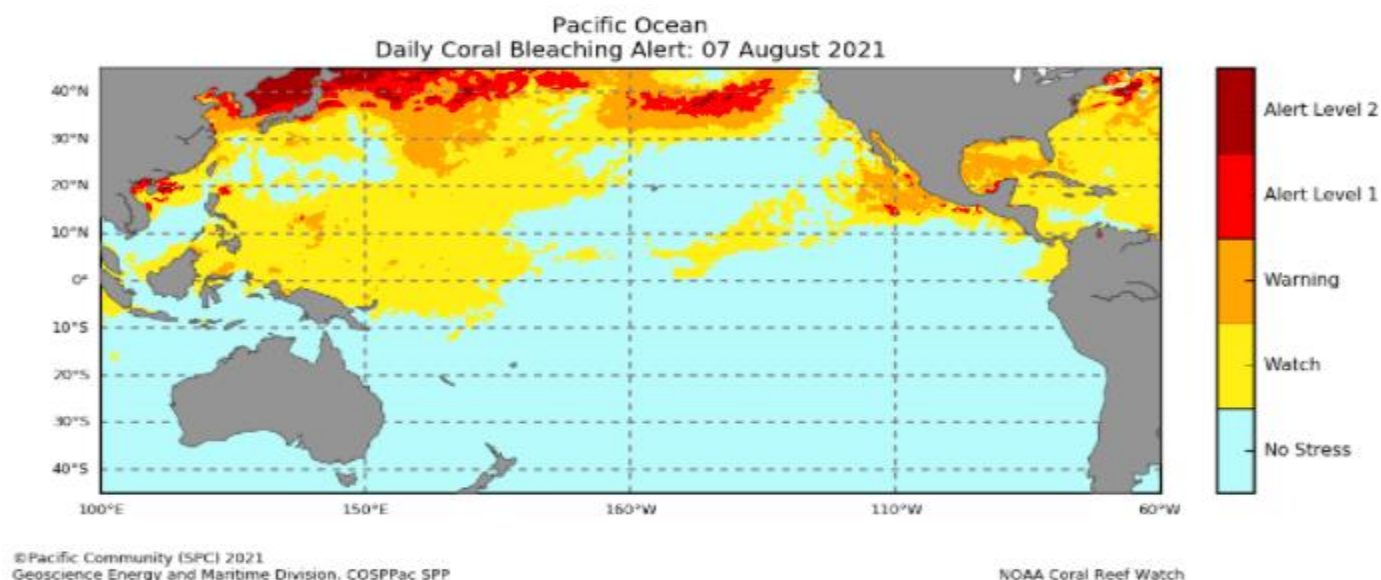 Pacific Ocean
Daily Coral Bleaching Alert: 07 August 2021
40°N
30°N
20°N
10°N
0°
10°S
20°S
30°S
40°S
100°E
150°E
160°W
110°W
60°W
Alert Level 2
Alert Level 1
Warning
Watch
No Stress
©Pacific Community (SPC) 2021
Geoscience Energy and Maritime Division, COSPPac SPP
NOAA Coral Reef Watch